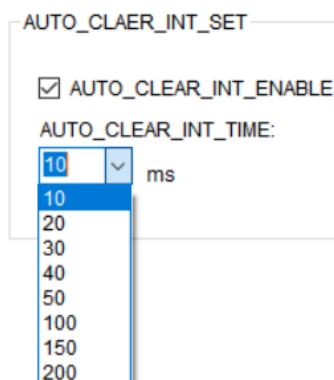 AUTO_CLAER_INT_SET
AUTO_CLEAR_INT_ENABLE
AUTO_CLEAR_INT_TIME:
10 ms
10
20
30
40
50
100
150
200